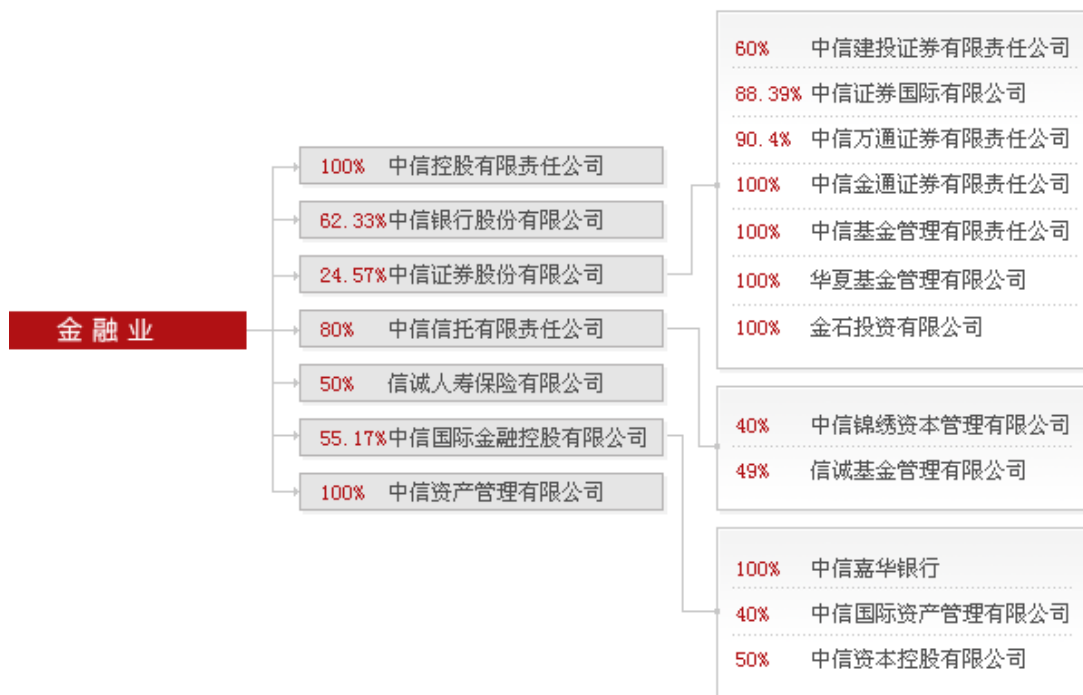 金融业
100% 中信控股有限责任公司
62.33%中信银行股份有限公司
24.57%中信证券股份有限公司
80% 中信信托有限责任公司
50% 信诚人寿保险有限公司
55.17%中信国际金融控股有限公司
100% 中信资产管理有限公司
60% 中信建投证券有限责任公司
88.39% 中信证券国际有限公司
90.4% 中信万通证券有限责任公司
100% 中信金通证券有限责任公司
100% 中信基金管理有限责任公司
100% 华夏基金管理有限公司
100% 金石投资有限公司
40% 中信锦绣资本管理有限公司
49% 信诚基金管理有限公司
100% 中信嘉华银行
40% 中信国际资产管理有限公司
50% 中信资本控股有限公司